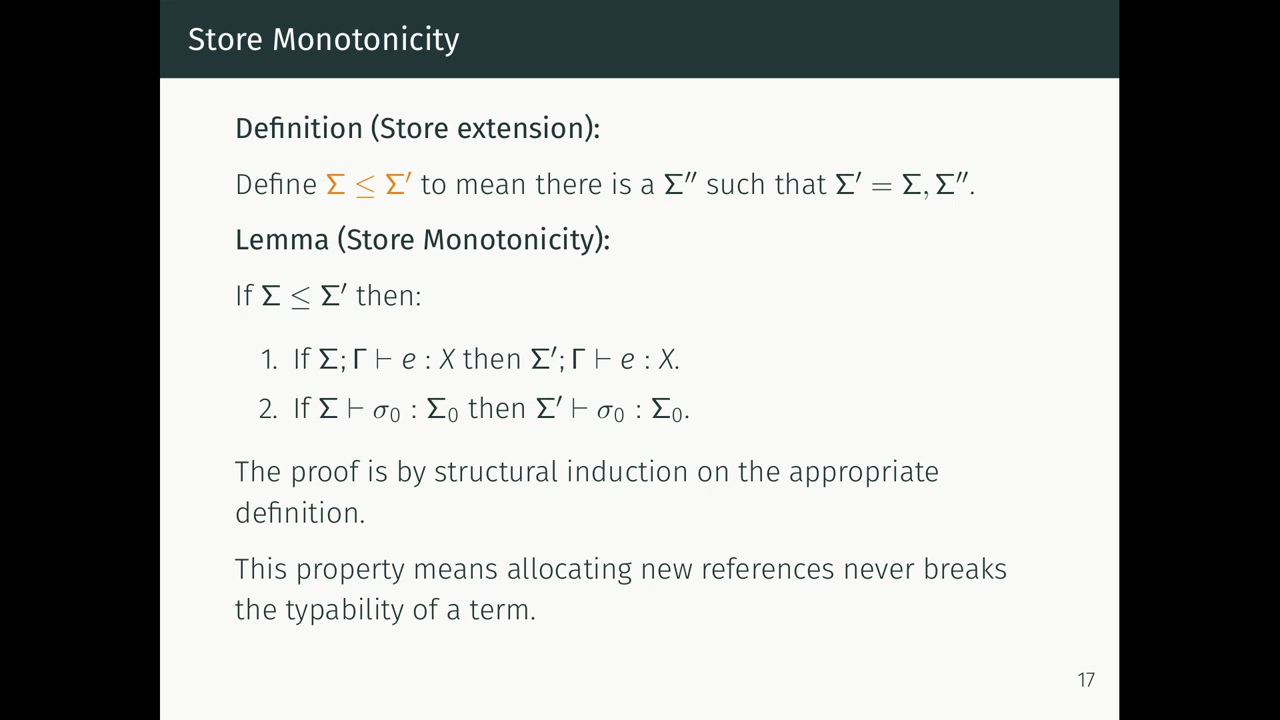 Store Monotonicity
Definition (Store extension):
Define Σ ≤ Σ′ to mean there is a Σ′′ such that Σ′ = Σ, Σ′′.
Lemma (Store Monotonicity):
If Σ ≤ Σ′ then:
1. If Σ; Γ ⊢ e : X then Σ′; Γ ⊢ e : X.
2. If Σ ⊢ σ₀ : Σ₀ then Σ′ ⊢ σ₀ : Σ₀.
The proof is by structural induction on the appropriate
definition.
This property means allocating new references never breaks
the typability of a term.
17